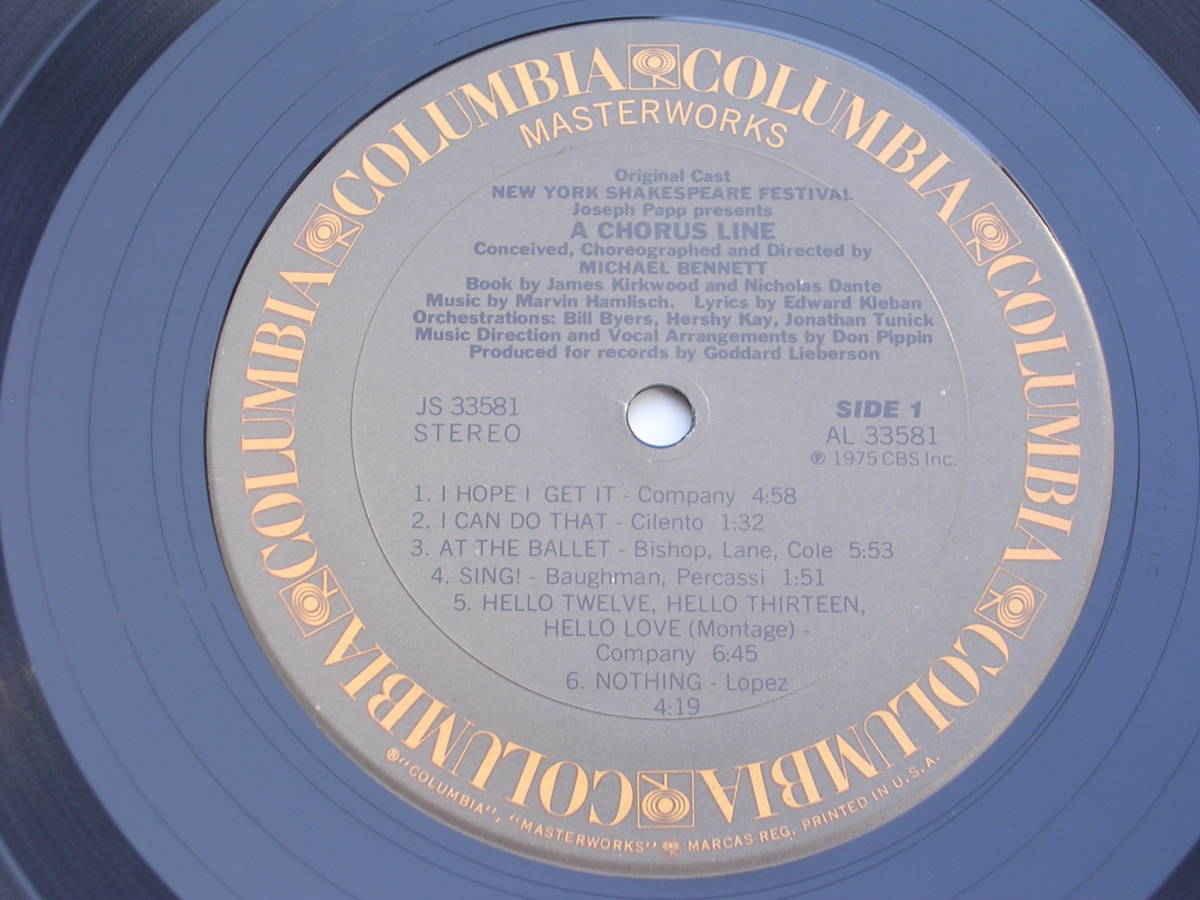 COLUMBIA COLUMBIA COLUMBIA COLUMBIA COLUMBIA COLUMBIA COLUMBIA COLUMBIA
MASTERWORKS
Original Cast
NEW YORK SHAKESPEARE FESTIVAL
Joseph Papp presents
A CHORUS LINE
Conceived, Choreographed and Directed by
MICHAEL BENNETT
Book by James Kirkwood and Nicholas Dante
Music by Marvin Hamlisch. Lyrics by Edward Kleban
Orchestrations: Bill Byers, Hershy Kay, Jonathan Tunick
Music Direction and Vocal Arrangements by Don Pippin
Produced for records by Goddard Lieberson
JS 33581
STEREO
SIDE 1
AL 33581
℗ 1975 CBS Inc.
1. I HOPE I GET IT - Company 4:58
2. I CAN DO THAT - Cilento 1:32
3. AT THE BALLET - Bishop, Lane, Cole 5:53
4. SING! - Baughman, Percassi 1:51
5. HELLO TWELVE, HELLO THIRTEEN,
HELLO LOVE (Montage) -
Company 6:45
6. NOTHING - Lopez
4:19
® "COLUMBIA", "MASTERWORKS" MARCAS REG. PRINTED IN U.S.A.